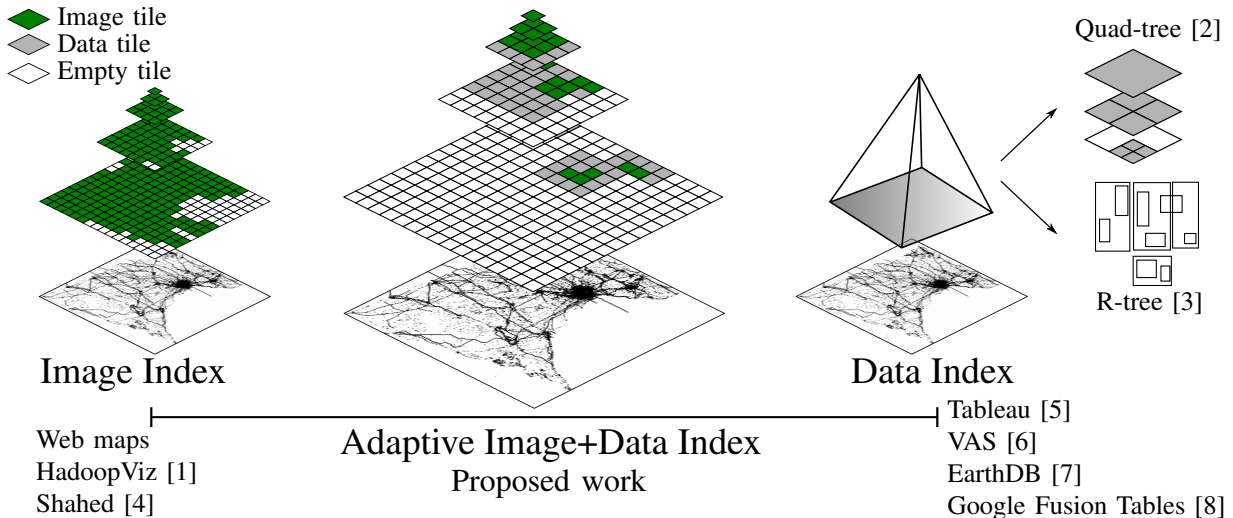 Image tile
Data tile
Empty tile
Quad-tree [2]
R-tree [3]
Image Index
Data Index
Adaptive Image+Data Index
Proposed work
Web maps
HadoopViz [1]
Shahed [4]
Tableau [5]
VAS [6]
EarthDB [7]
Google Fusion Tables [8]